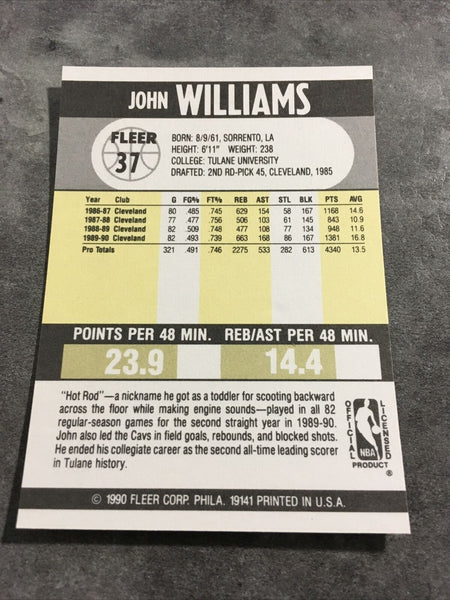 JOHN WILLIAMS
FLEER
37
BORN: 8/9/61, SORRENTO, LA
HEIGHT: 6'11" WEIGHT: 238
COLLEGE: TULANE UNIVERSITY
DRAFTED: 2ND RD-PICK 45, CLEVELAND, 1985
Year Club G FG% FT% REB AST STL BLK PTS AVG
1986-87 Cleveland 80 .485 .745 629 154 58 167 1168 14.6
1987-88 Cleveland 77 .477 .756 506 103 61 145 843 10.9
1988-89 Cleveland 82 .509 .748 477 108 77 134 948 11.6
1989-90 Cleveland 82 .493 .739 663 168 86 167 1381 16.8
Pro Totals 321 .491 .746 2275 533 282 613 4340 13.5
POINTS PER 48 MIN. REB/AST PER 48 MIN.
23.9 14.4
"Hot Rod"—a nickname he got as a toddler for scooting backward
across the floor while making engine sounds—played in all 82
regular-season games for the second straight year in 1989-90.
John also led the Cavs in field goals, rebounds, and blocked shots.
He ended his collegiate career as the second all-time leading scorer
in Tulane history.
OFFICIAL LICENSED
NBA
PRODUCT
®
© 1990 FLEER CORP. PHILA. 19141 PRINTED IN U.S.A.